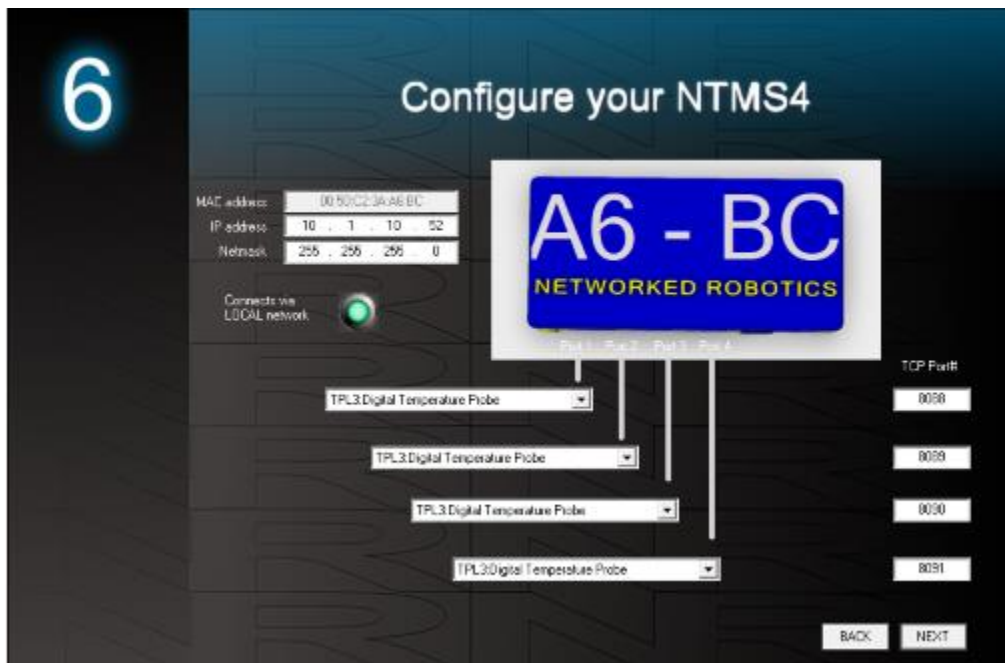 6
Configure your NTMS4
MAC address 00:50:C2:3A:A6:BC
IP address 10 . 1 . 10 . 52
Netmask 255 . 255 . 255 . 0
A6 - BC
NETWORKED ROBOTICS
Connects via
LOCAL network
Port 1 Port 2 Port 3 Port 4
TCP Port#
TPL3:Digital Temperature Probe 8088
TPL3:Digital Temperature Probe 8089
TPL3:Digital Temperature Probe 8090
TPL3:Digital Temperature Probe 8091
BACK NEXT